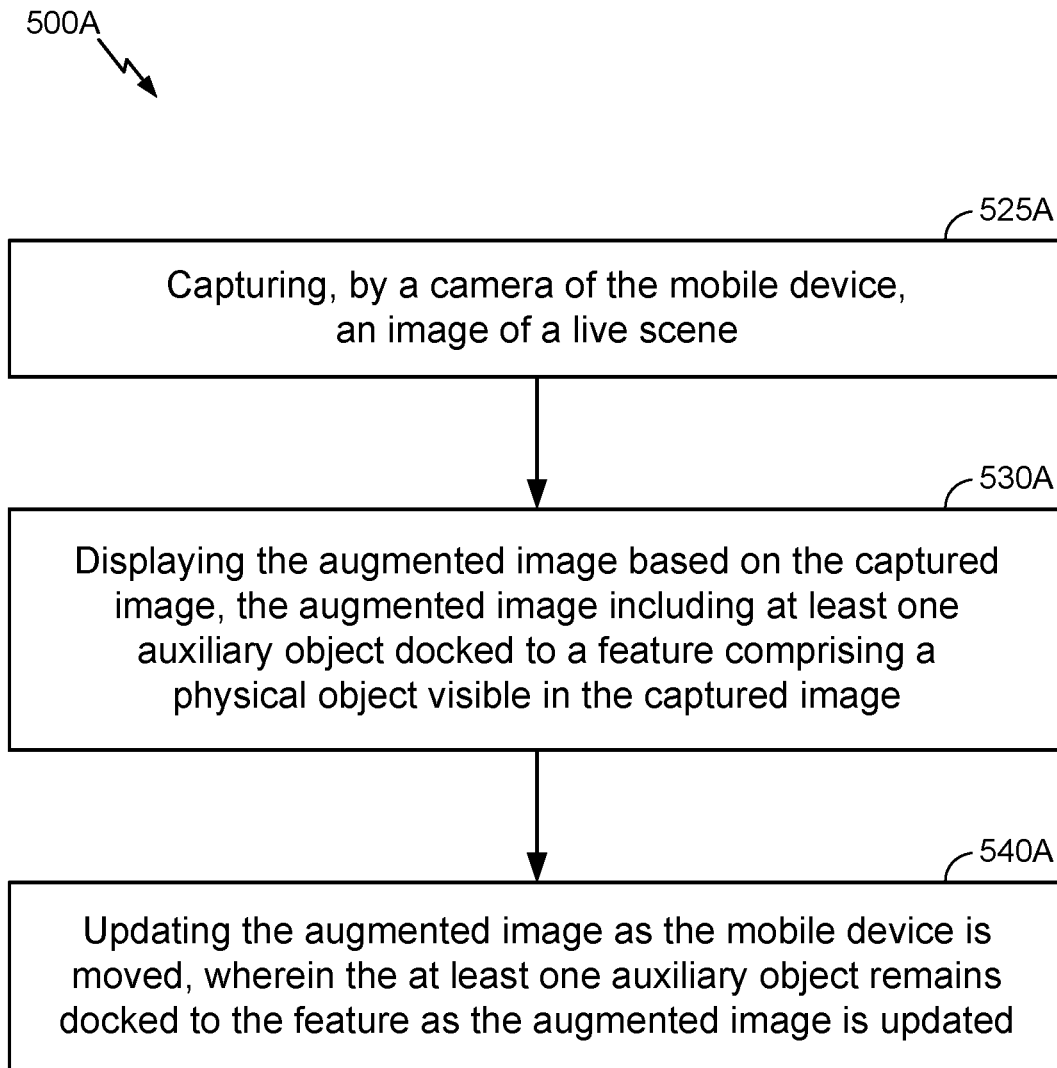 500A
525A
Capturing, by a camera of the mobile device,
an image of a live scene
530A
Displaying the augmented image based on the captured
image, the augmented image including at least one
auxiliary object docked to a feature comprising a
physical object visible in the captured image
540A
Updating the augmented image as the mobile device is
moved, wherein the at least one auxiliary object remains
docked to the feature as the augmented image is updated